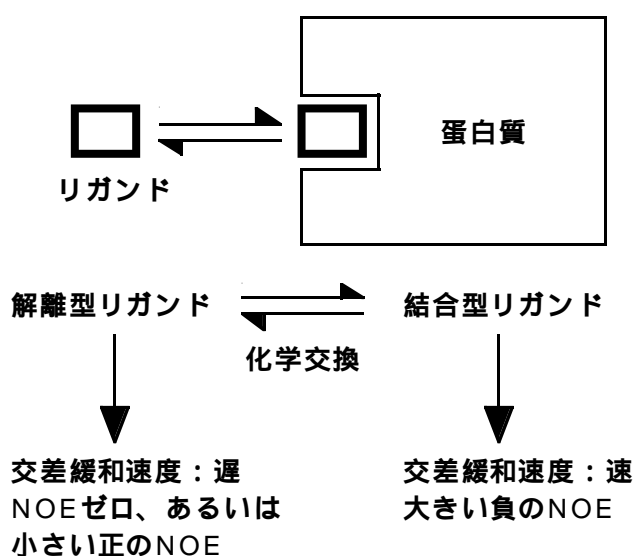 蛋白質
リガンド
解離型リガンド
結合型リガンド
化学交換
交差緩和速度：遅
NOEゼロ、あるいは
小さい正のNOE
交差緩和速度：速
大きい負のNOE